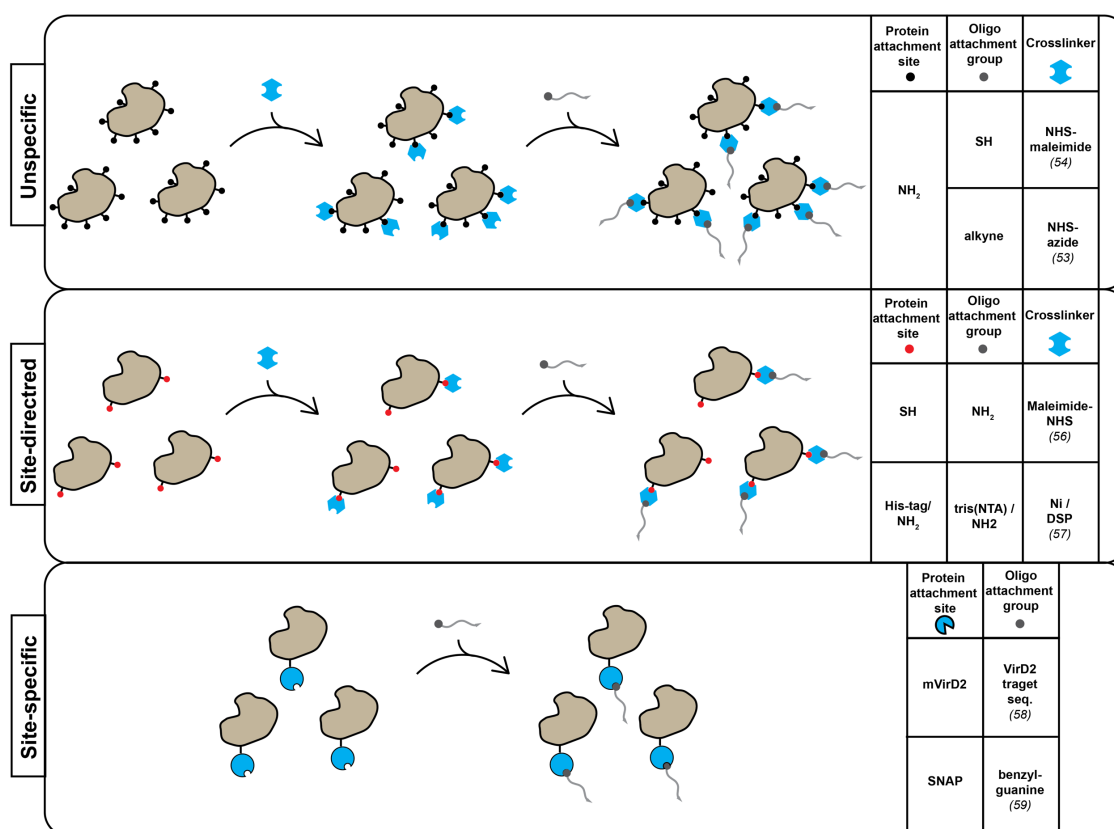 Unspecific
Protein attachment site
Oligo attachment group
Crosslinker
NH2
SH
NHS-maleimide
(54)
alkyne
NHS-azide
(53)
Site-directred
Protein attachment site
Oligo attachment group
Crosslinker
SH
NH2
Maleimide-NHS
(56)
His-tag/
NH2
tris(NTA) /
NH2
Ni /
DSP
(57)
Site-specific
Protein attachment site
Oligo attachment group
mVirD2
VirD2
traget
seq.
(58)
SNAP
benzyl-guanine
(59)